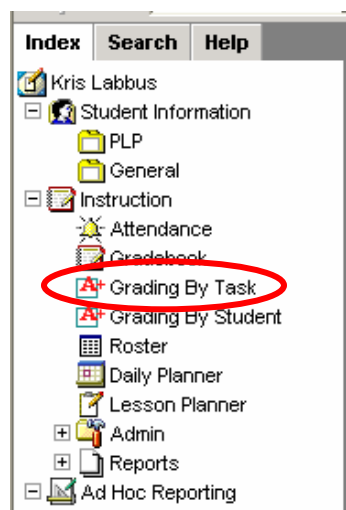 Index Search Help
Kris Labbus
Student Information
PLP
General
Instruction
Attendance
Gradebook
A+ Grading By Task
A+ Grading By Student
Roster
Daily Planner
Lesson Planner
Admin
Reports
Ad Hoc Reporting